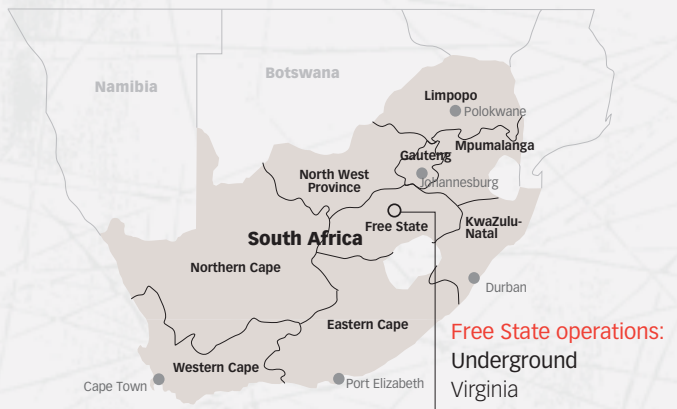 Namibia
Botswana
Limpopo
Polokwane
Mpumalanga
Gauteng
Johannesburg
North West
Province
Free State
KwaZulu-
Natal
South Africa
Northern Cape
Durban
Eastern Cape
Free State operations:
Underground
Virginia
Western Cape
Cape Town
Port Elizabeth